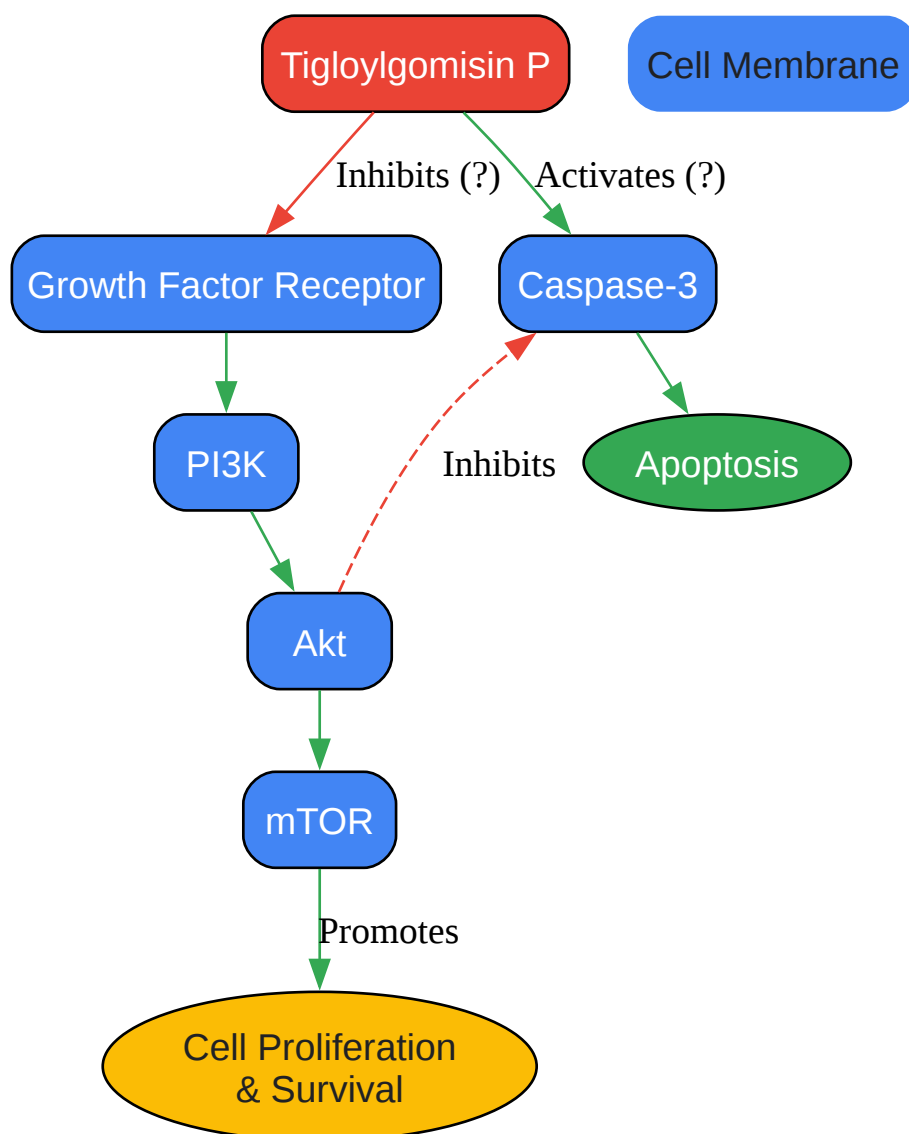 Tigloylgomisin P
Cell Membrane
Inhibits (?)
Activates (?)
Growth Factor Receptor
Caspase-3
PI3K
Inhibits
Apoptosis
Akt
mTOR
Promotes
Cell Proliferation
& Survival